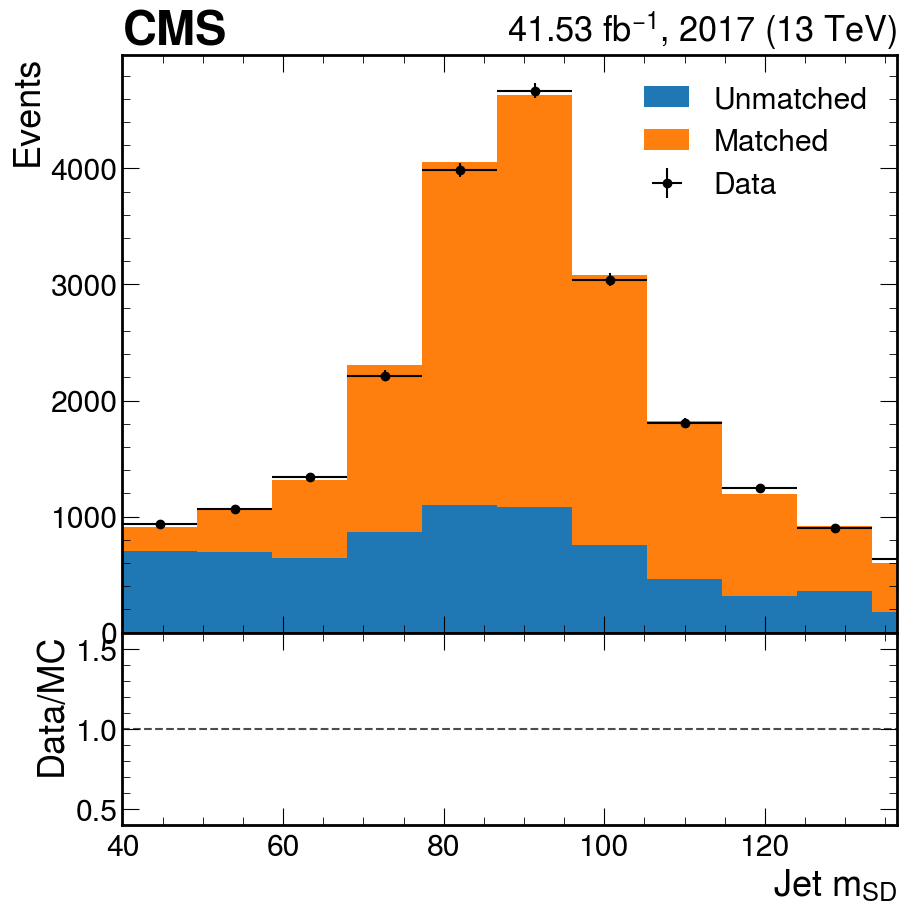 CMS 41.53 fb⁻¹, 2017 (13 TeV)
Events
4000
3000
2000
1000
0
Unmatched
Matched
Data
Data/MC
1.5
1.0
0.5
40 60 80 100 120
Jet m_SD